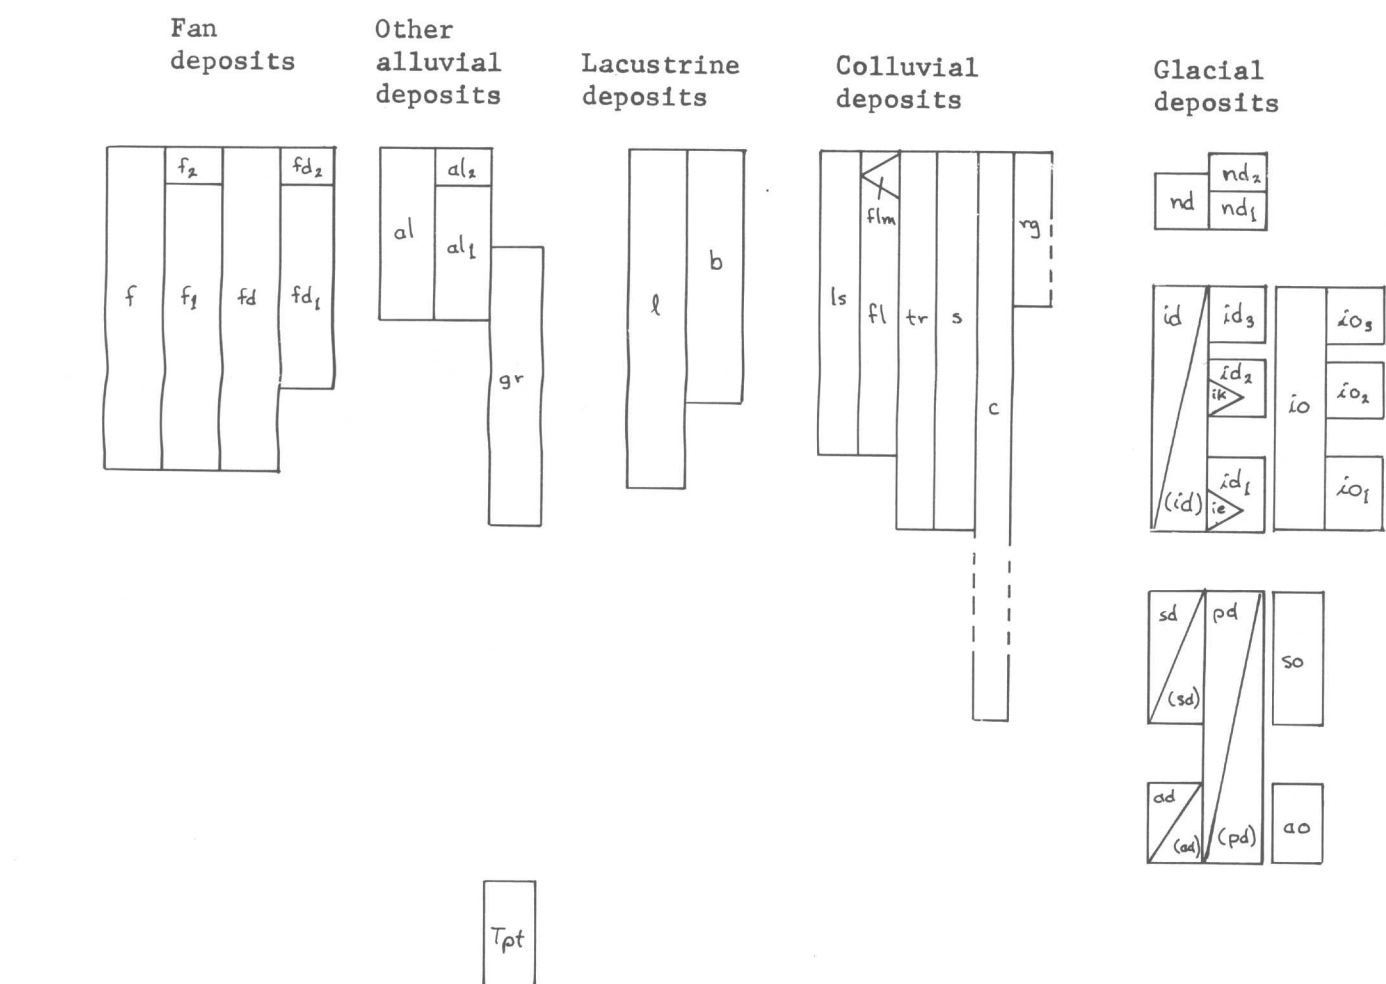 Fan
deposits
Other
alluvial
deposits
Lacustrine
deposits
Colluvial
deposits
Glacial
deposits
f
f₂
f₁
fd
fd₂
fd₁
al
al₂
al₁
gr
l
b
ls
flm
fl
tr
s
c
rg
nd
nd₂
nd₁
id
(id)
id₃
id₂
ik
id₁
ie
io
io₃
io₂
io₁
sd
(sd)
pd
(pd)
so
ad
(ad)
ao
Tpt